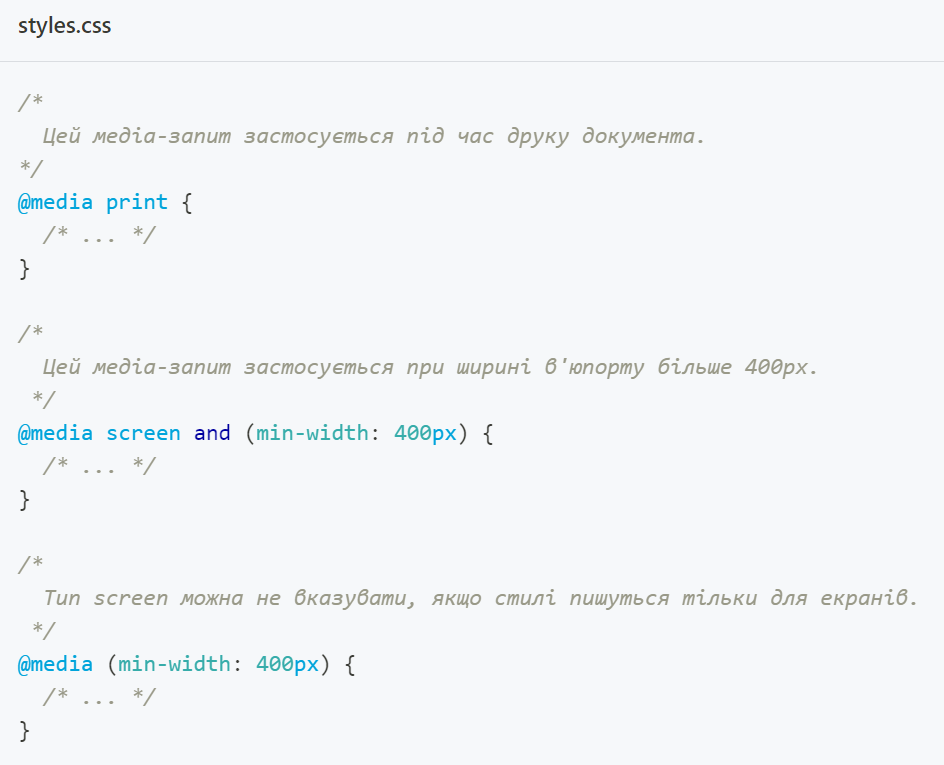 styles.css
/*
  Цей медіа-запит застосується під час друку документа.
*/
@media print {
  /* ... */
}
/*
  Цей медіа-запит застосується при ширині в'юпорту більше 400px.
 */
@media screen and (min-width: 400px) {
  /* ... */
}
/*
  Тип screen можна не вказувати, якщо стилі пишуться тільки для екранів.
 */
@media (min-width: 400px) {
  /* ... */
}